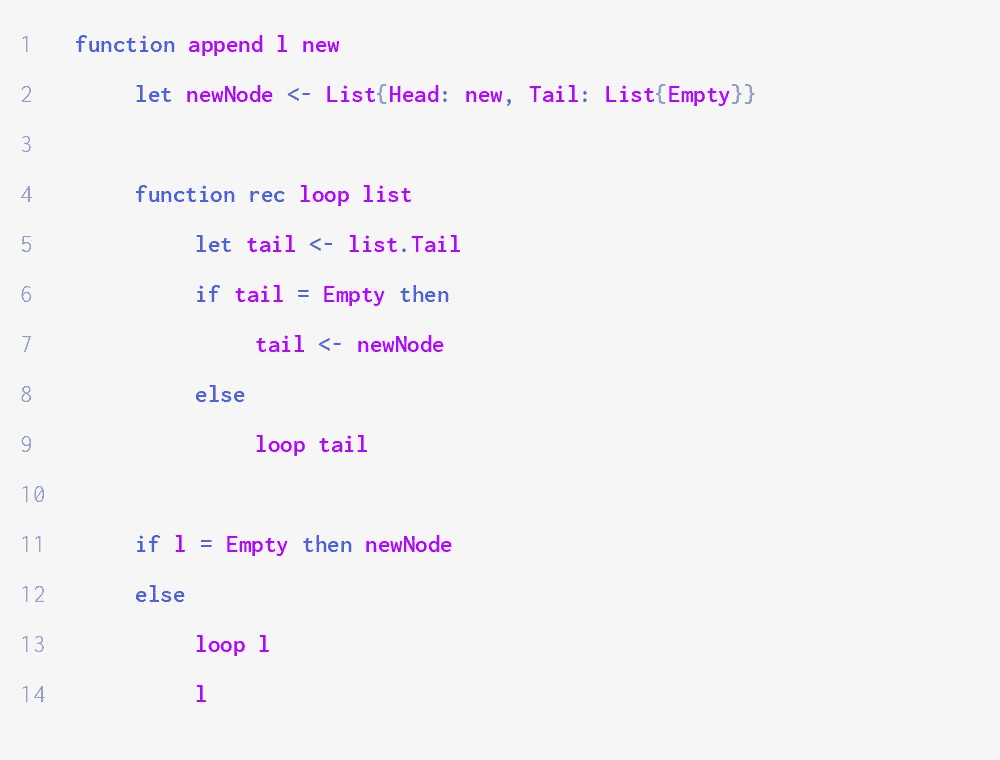 1 function append l new
2 let newNode <- List{Head: new, Tail: List{Empty}}
3
4 function rec loop list
5 let tail <- list.Tail
6 if tail = Empty then
7 tail <- newNode
8 else
9 loop tail
10
11 if l = Empty then newNode
12 else
13 loop l
14 l